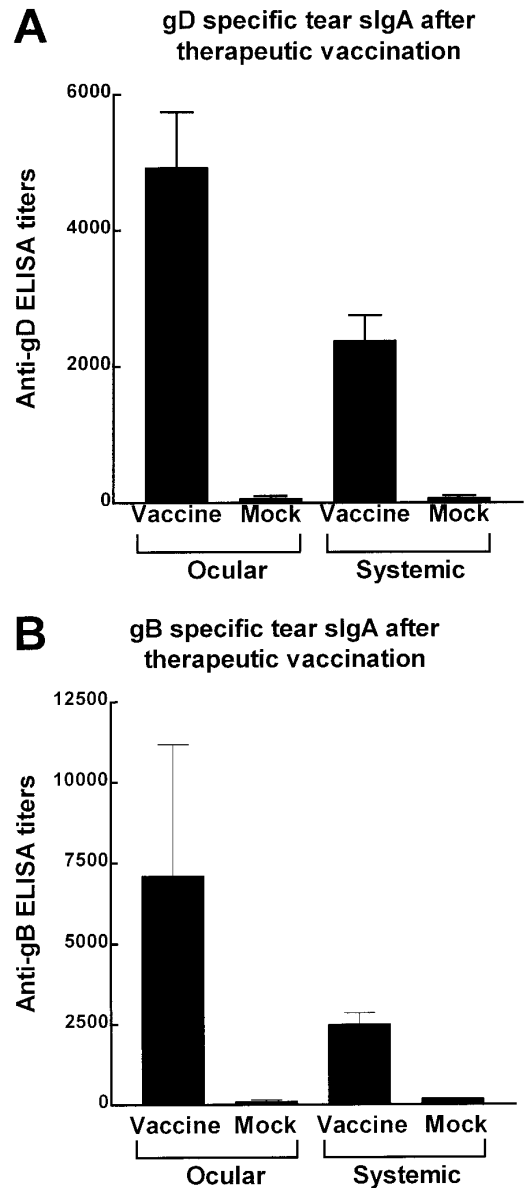 A
gD specific tear sIgA after
therapeutic vaccination
Anti-gD ELISA titers
6000
4000
2000
0
Vaccine Mock Vaccine Mock
Ocular Systemic
B
gB specific tear sIgA after
therapeutic vaccination
Anti-gB ELISA titers
12500
10000
7500
5000
2500
0
Vaccine Mock Vaccine Mock
Ocular Systemic